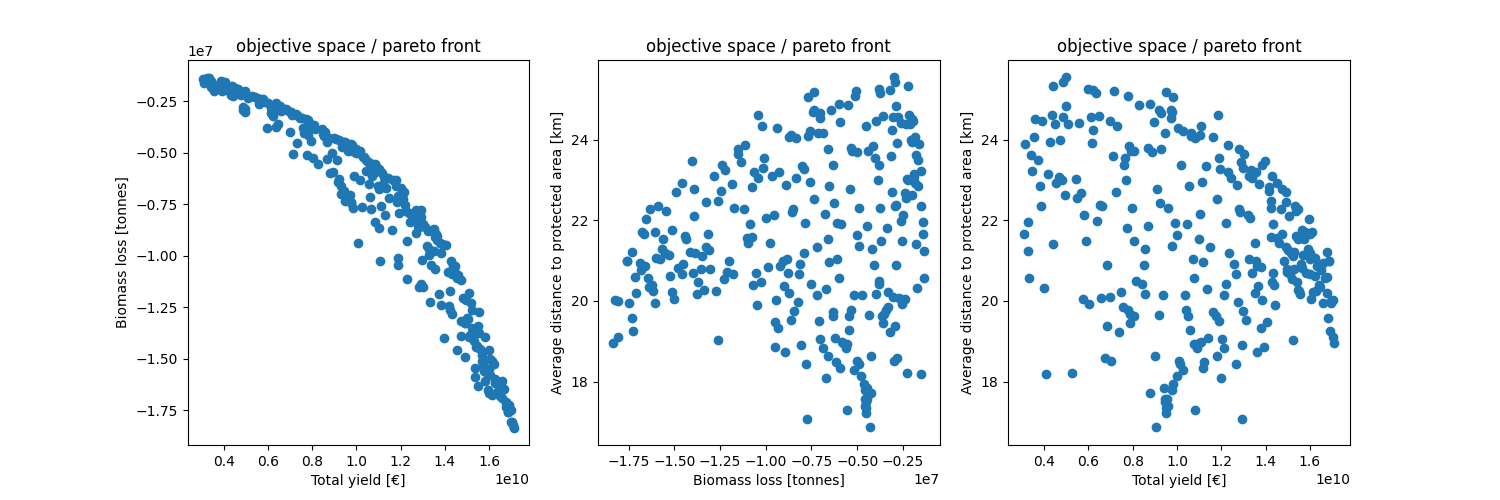 objective space / pareto front
1e7
−0.25
−0.50
−0.75
−1.00
−1.25
−1.50
−1.75
Biomass loss [tonnes]
0.4 0.6 0.8 1.0 1.2 1.4 1.6
Total yield [€]
1e10
objective space / pareto front
24
22
20
18
Average distance to protected area [km]
−1.75 −1.50 −1.25 −1.00 −0.75 −0.50 −0.25
Biomass loss [tonnes]
1e7
objective space / pareto front
24
22
20
18
Average distance to protected area [km]
0.4 0.6 0.8 1.0 1.2 1.4 1.6
Total yield [€]
1e10